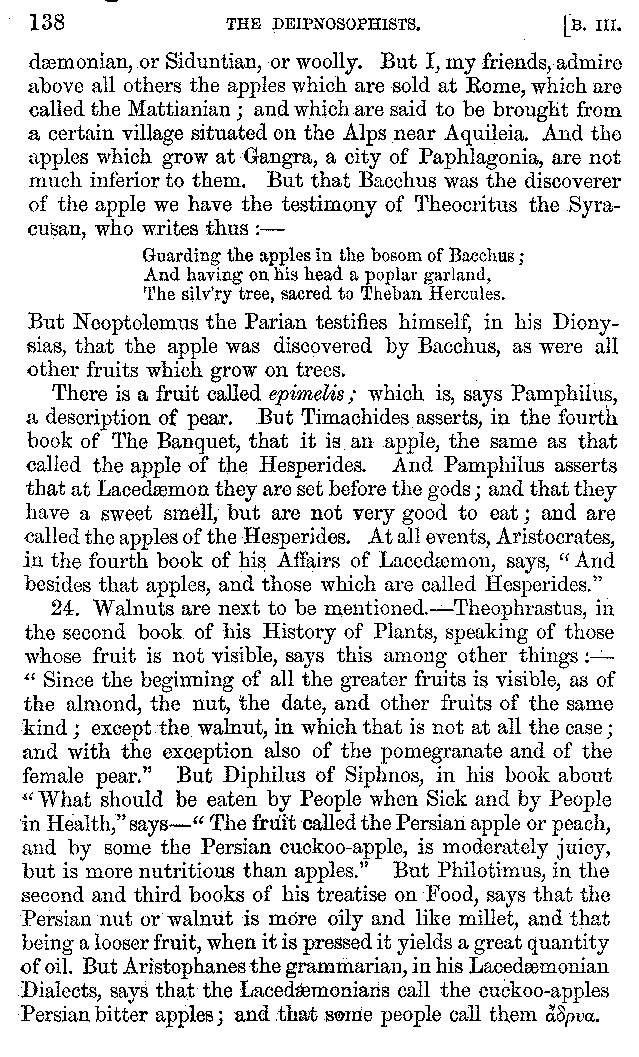 138 THE DEIPNOSOPHISTS. [B. III.
dæmonian, or Siduntian, or woolly. But I, my friends, admire
above all others the apples which are sold at Rome, which are
called the Mattianian ; and which are said to be brought from
a certain village situated on the Alps near Aquileia. And the
apples which grow at Gangra, a city of Paphlagonia, are not
much inferior to them. But that Bacchus was the discoverer
of the apple we have the testimony of Theocritus the Syra-
cusan, who writes thus :—
Guarding the apples in the bosom of Bacchus ;
And having on his head a poplar garland,
The silv'ry tree, sacred to Theban Hercules.
But Neoptolemus the Parian testifies himself, in his Diony-
sias, that the apple was discovered by Bacchus, as were all
other fruits which grow on trees.
There is a fruit called epimelis ; which is, says Pamphilus,
a description of pear. But Timachides asserts, in the fourth
book of The Banquet, that it is an apple, the same as that
called the apple of the Hesperides. And Pamphilus asserts
that at Lacedæmon they are set before the gods ; and that they
have a sweet smell, but are not very good to eat ; and are
called the apples of the Hesperides. At all events, Aristocrates,
in the fourth book of his Affairs of Lacedæmon, says, “ And
besides that apples, and those which are called Hesperides.”
24. Walnuts are next to be mentioned.—Theophrastus, in
the second book of his History of Plants, speaking of those
whose fruit is not visible, says this among other things :—
“ Since the beginning of all the greater fruits is visible, as of
the almond, the nut, the date, and other fruits of the same
kind ; except the walnut, in which that is not at all the case ;
and with the exception also of the pomegranate and of the
female pear.” But Diphilus of Siphnos, in his book about
“ What should be eaten by People when Sick and by People
in Health,” says—“ The fruit called the Persian apple or peach,
and by some the Persian cuckoo-apple, is moderately juicy,
but is more nutritious than apples.” But Philotimus, in the
second and third books of his treatise on Food, says that the
Persian nut or walnut is more oily and like millet, and that
being a looser fruit, when it is pressed it yields a great quantity
of oil. But Aristophanes the grammarian, in his Lacedæmonian
Dialects, says that the Lacedæmonians call the cuckoo-apples
Persian bitter apples ; and that some people call them ἄδρυα.